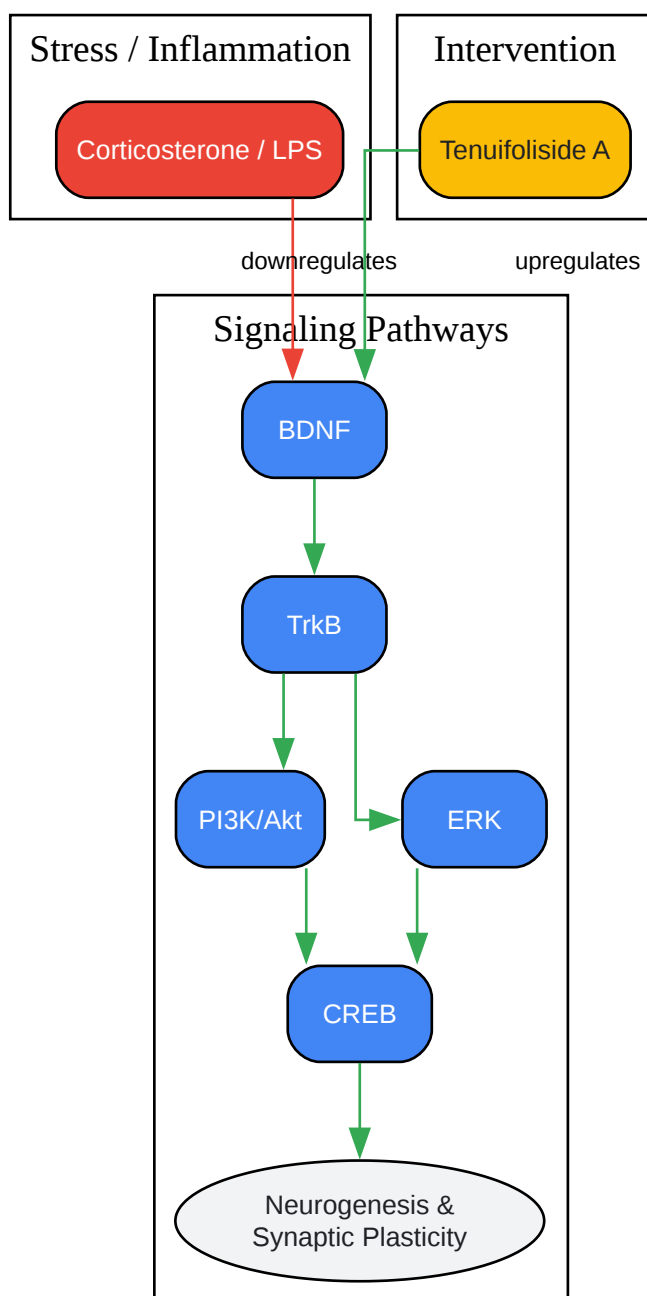 Stress / Inflammation
Intervention
Corticosterone / LPS
Tenuifoliside A
downregulates
upregulates
Signaling Pathways
BDNF
TrkB
PI3K/Akt
ERK
CREB
Neurogenesis &
Synaptic Plasticity